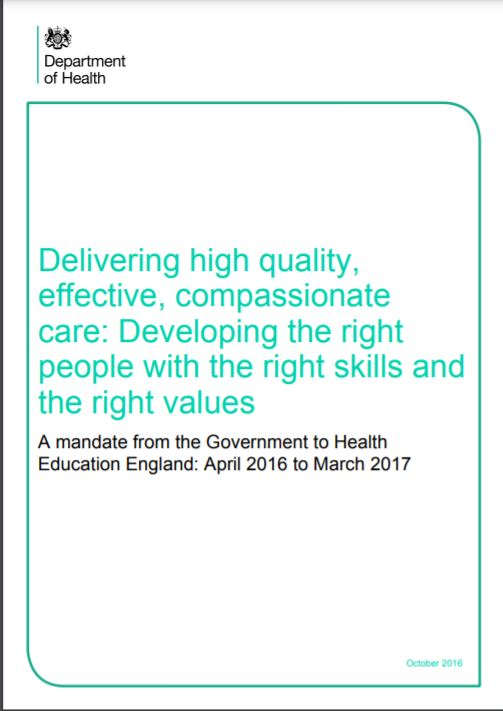 Department
of Health
Delivering high quality,
effective, compassionate
care: Developing the right
people with the right skills and
the right values
A mandate from the Government to Health
Education England: April 2016 to March 2017
October 2016